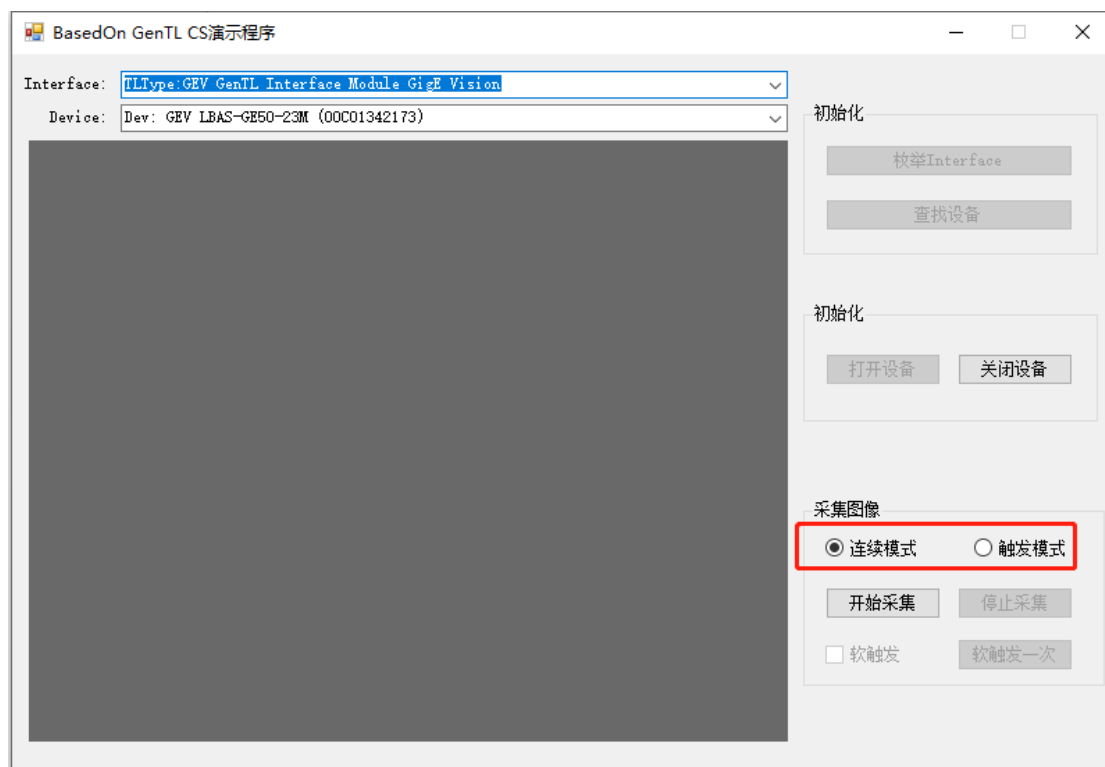 BasedOn GenTL CS演示程序
Interface: TLType:GEV GenTL Interface Module GigE Vision
Device: Dev: GEV LBAS-GE50-23M (00C01342173)
初始化
枚举Interface
查找设备
初始化
打开设备 关闭设备
采集图像
连续模式 触发模式
开始采集 停止采集
软触发 软触发一次